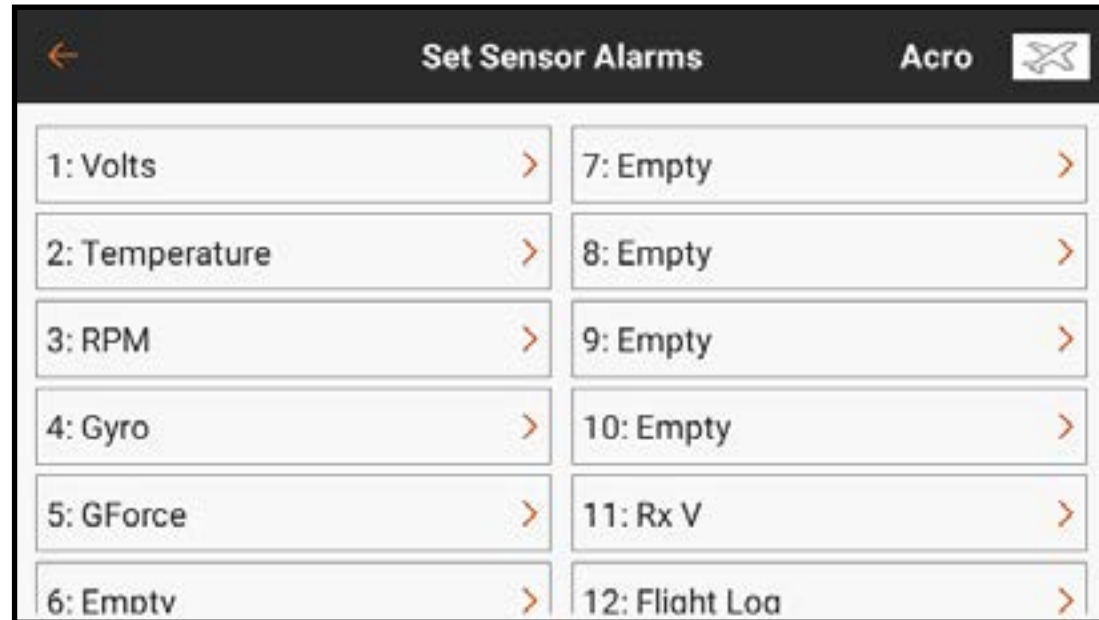 Set Sensor Alarms
Acro
1: Volts
7: Empty
2: Temperature
8: Empty
3: RPM
9: Empty
4: Gyro
10: Empty
5: GForce
11: Rx V
6: Empty
12: Flight Log